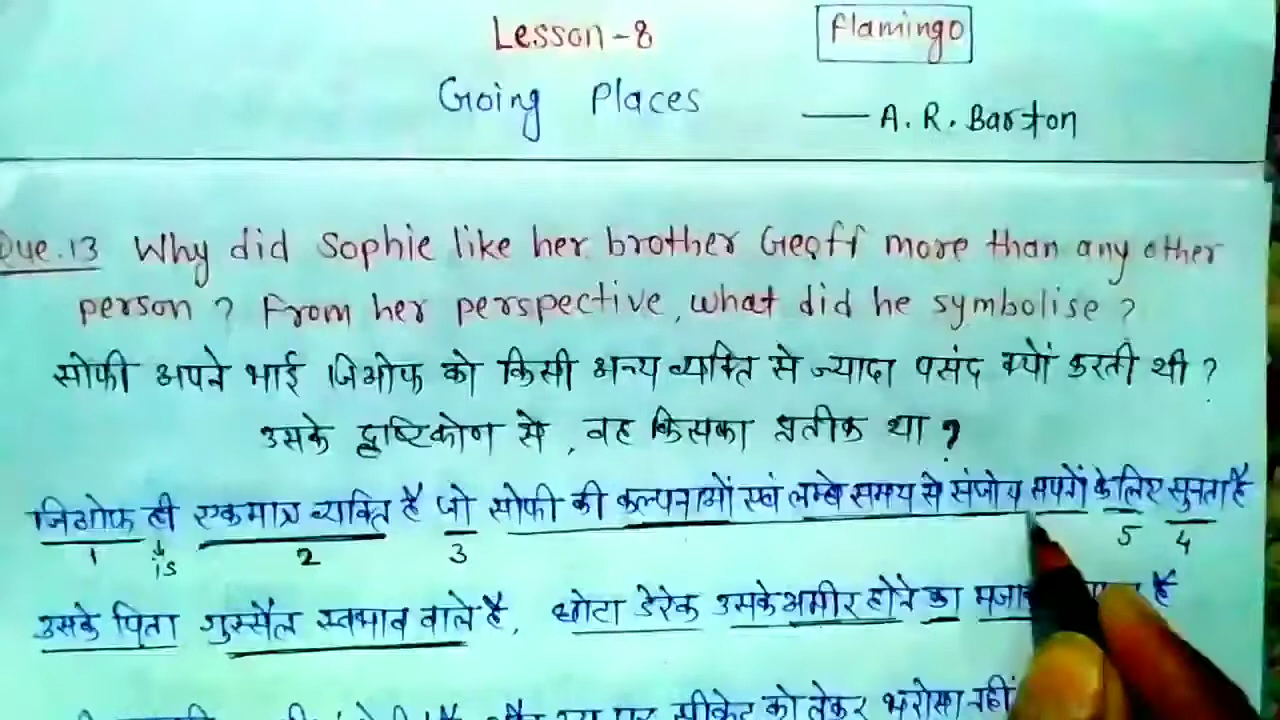 Lesson-8
Flamingo
Going Places
— A. R. Barton
Que.13 Why did Sophie like her brother Geoff more than any other
person ? From her perspective, what did he symbolise ?
सोफी अपने भाई जिओफ को किसी अन्य व्यक्ति से ज्यादा पसंद क्यों करती थी ?
उसके दृष्टिकोण से , वह किसका प्रतीक था ?
जिओफ ही एकमात्र व्यक्ति है जो सोफी की कल्पनाओं एवं लम्बे समय से संजोय सपनों के लिए सुनता है
1 is 2 3 5 4
उसके पिता गुस्सैल स्वभाव वाले है, छोटा डेरेक उसके अमीर होने का है
को लेकर भरोसा नहीं